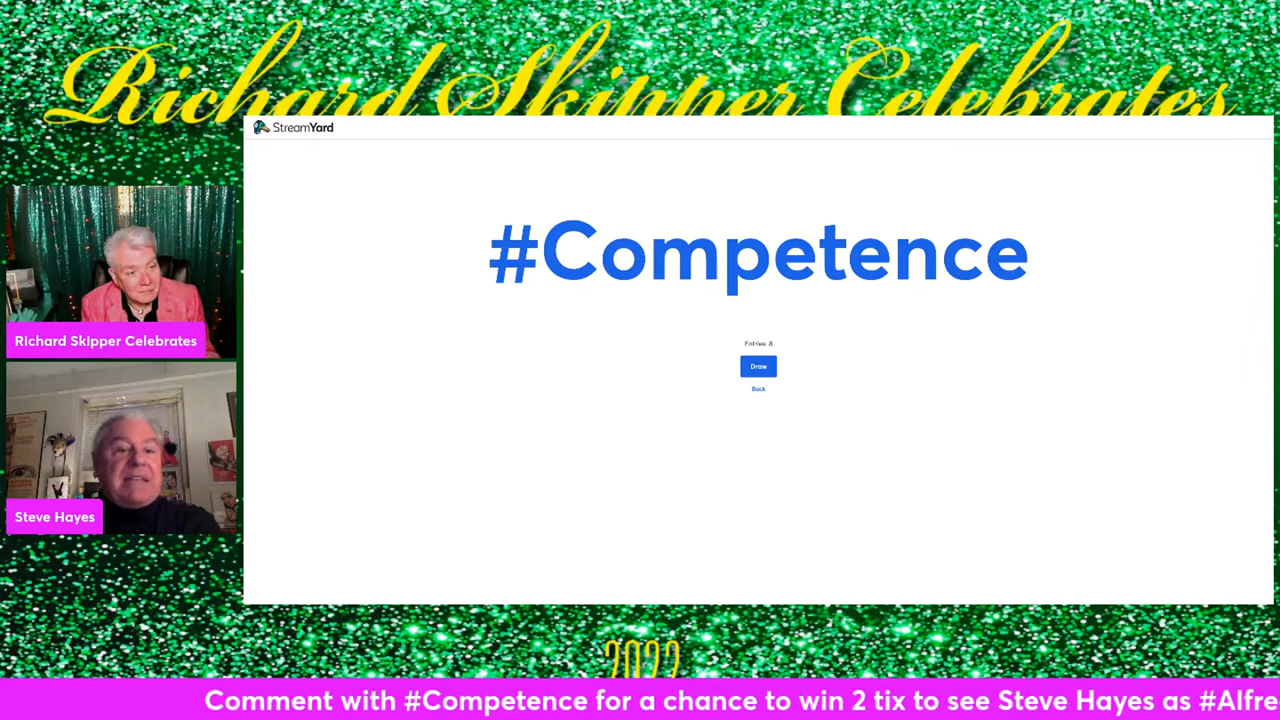 Richard Skipper Celebrates
StreamYard
#Competence
Entries: 8
Draw
Back
Richard Skipper Celebrates
Steve Hayes
2022
Comment with #Competence for a chance to win 2 tix to see Steve Hayes as #Alfre